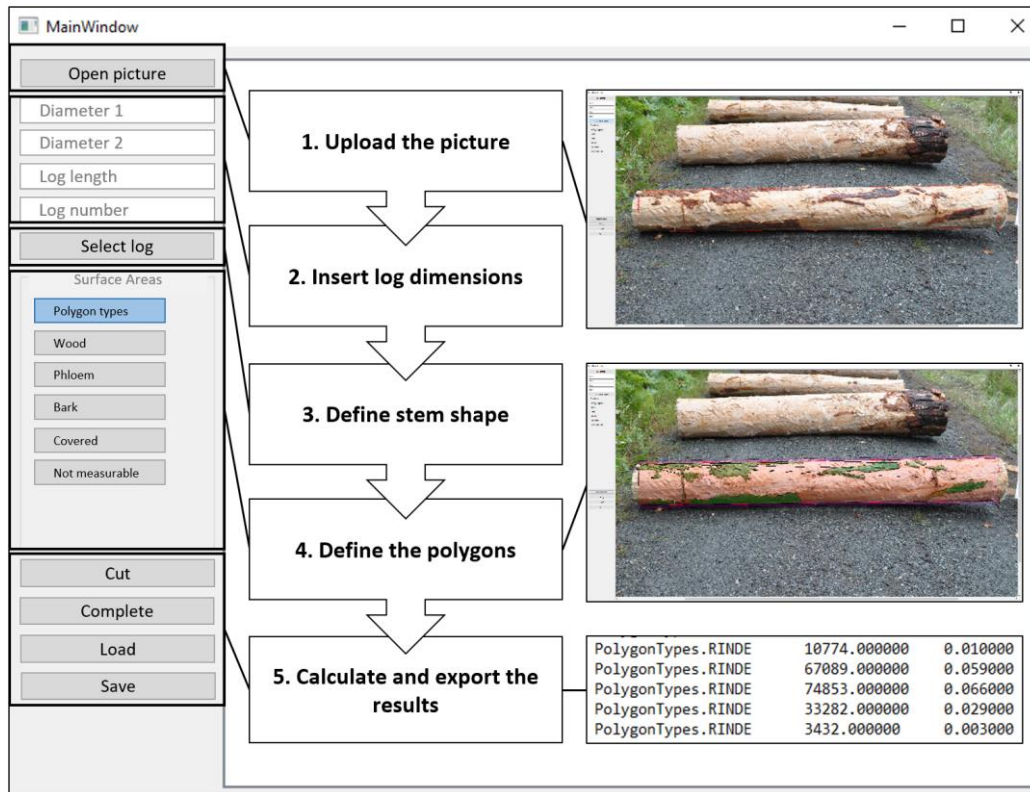 MainWindow
Open picture
Diameter 1
Diameter 2
Log length
Log number
Select log
Surface Areas
Polygon types
Wood
Phloem
Bark
Covered
Not measurable
Cut
Complete
Load
Save
1. Upload the picture
2. Insert log dimensions
3. Define stem shape
4. Define the polygons
5. Calculate and export the
results
PolygonTypes.RINDE 10774.000000 0.010000
PolygonTypes.RINDE 67089.000000 0.059000
PolygonTypes.RINDE 74853.000000 0.066000
PolygonTypes.RINDE 33282.000000 0.029000
PolygonTypes.RINDE 3432.000000 0.003000